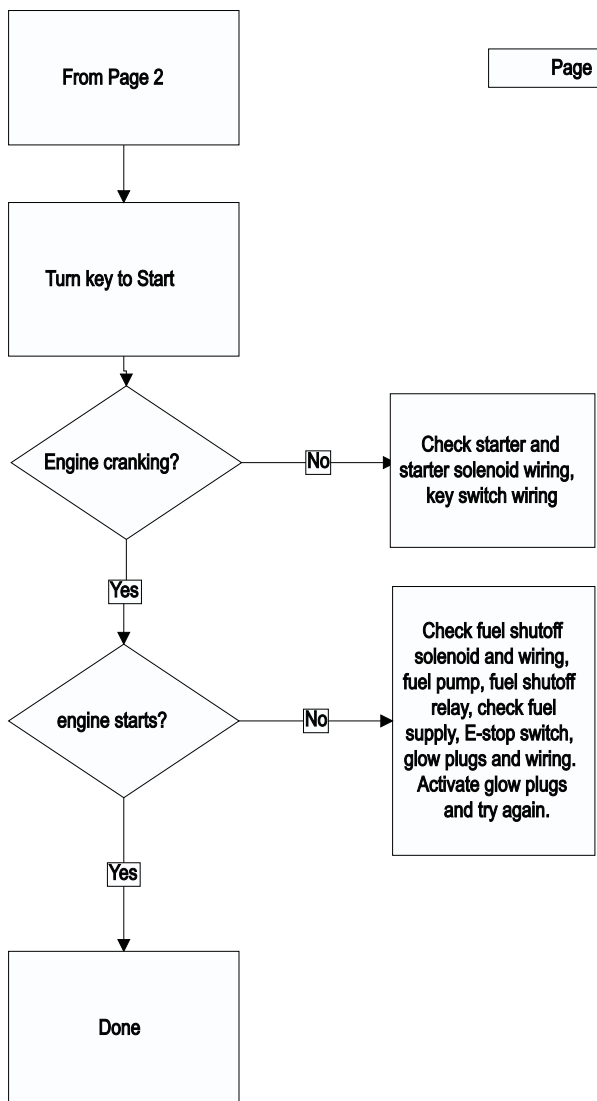 From Page 2
Page
Turn key to Start
Engine cranking?
No
Check starter and
starter solenoid wiring,
key switch wiring
Yes
engine starts?
No
Check fuel shutoff
solenoid and wiring,
fuel pump, fuel shutoff
relay, check fuel
supply, E-stop switch,
glow plugs and wiring.
Activate glow plugs
and try again.
Yes
Done